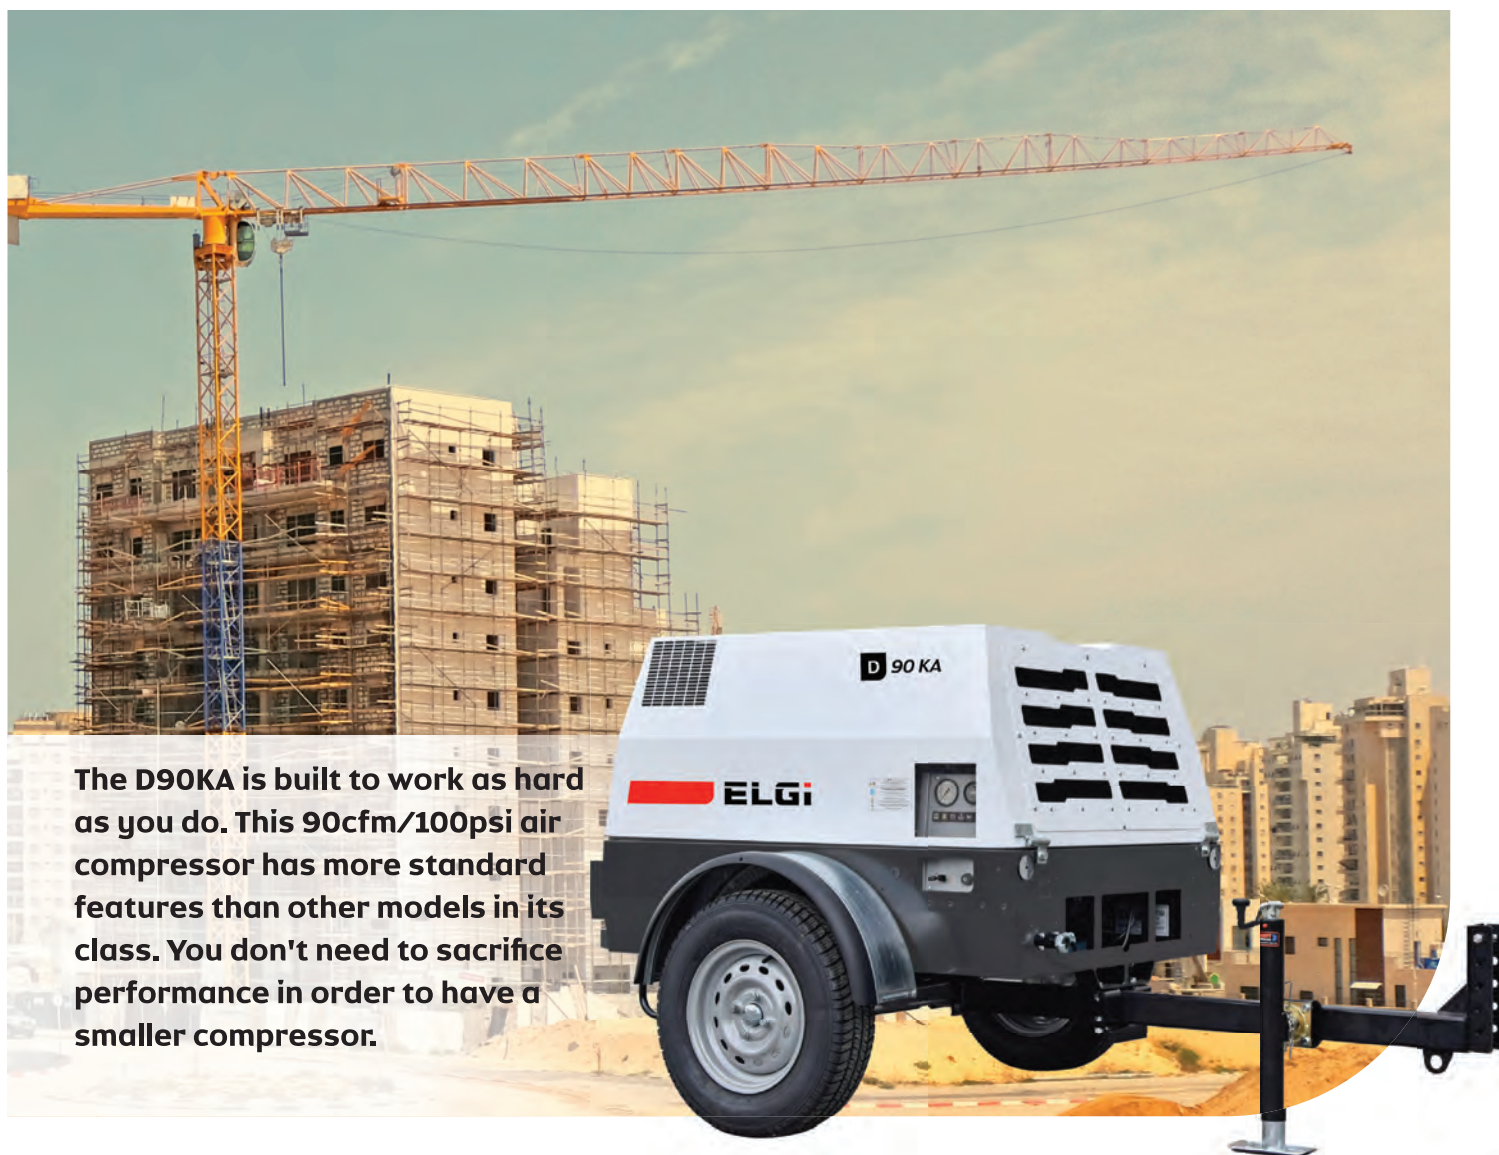 D 90 KA
ELGi
The D90KA is built to work as hard
as you do. This 90cfm/100psi air
compressor has more standard
features than other models in its
class. You don't need to sacrifice
performance in order to have a
smaller compressor.